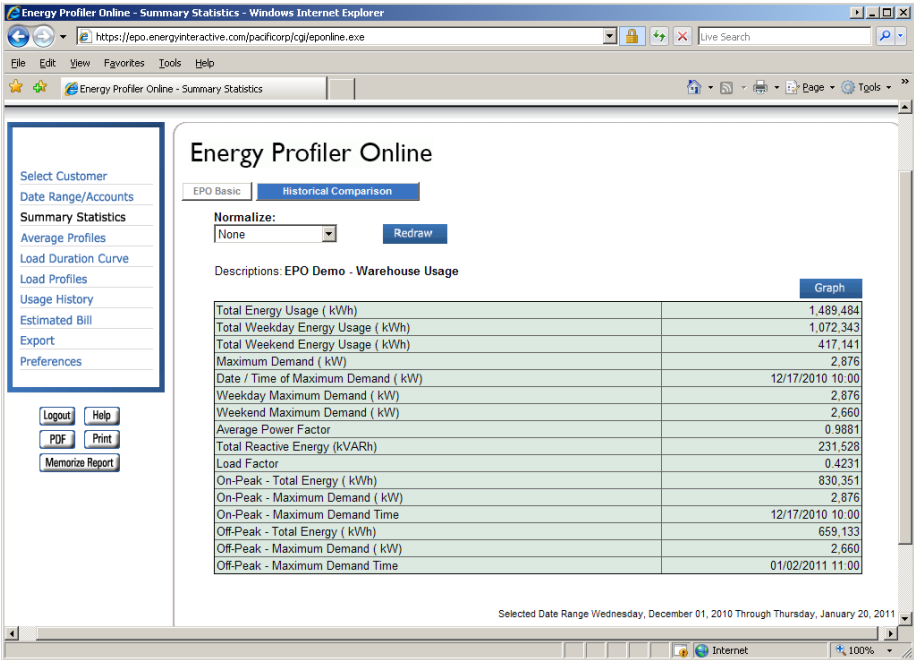 Energy Profiler Online - Summary Statistics - Windows Internet Explorer
https://epo.energyinteractive.com/pacificorp/cgi/eponline.exe
Live Search
File Edit View Favorites Tools Help
Energy Profiler Online - Summary Statistics
Page Tools
Energy Profiler Online
EPO Basic Historical Comparison
Select Customer
Date Range/Accounts
Summary Statistics
Average Profiles
Load Duration Curve
Load Profiles
Usage History
Estimated Bill
Export
Preferences
Logout Help
PDF Print
Memorize Report
Normalize:
None Redraw
Descriptions: EPO Demo - Warehouse Usage
Graph
Total Energy Usage ( kWh) 1,489,484
Total Weekday Energy Usage ( kWh) 1,072,343
Total Weekend Energy Usage ( kWh) 417,141
Maximum Demand ( kW) 2,876
Date / Time of Maximum Demand ( kW) 12/17/2010 10:00
Weekday Maximum Demand ( kW) 2,876
Weekend Maximum Demand ( kW) 2,660
Average Power Factor 0.9881
Total Reactive Energy (kVARh) 231,528
Load Factor 0.4231
On-Peak - Total Energy ( kWh) 830,351
On-Peak - Maximum Demand ( kW) 2,876
On-Peak - Maximum Demand Time 12/17/2010 10:00
Off-Peak - Total Energy ( kWh) 659,133
Off-Peak - Maximum Demand ( kW) 2,660
Off-Peak - Maximum Demand Time 01/02/2011 11:00
Selected Date Range Wednesday, December 01, 2010 Through Thursday, January 20, 2011
Internet 100%